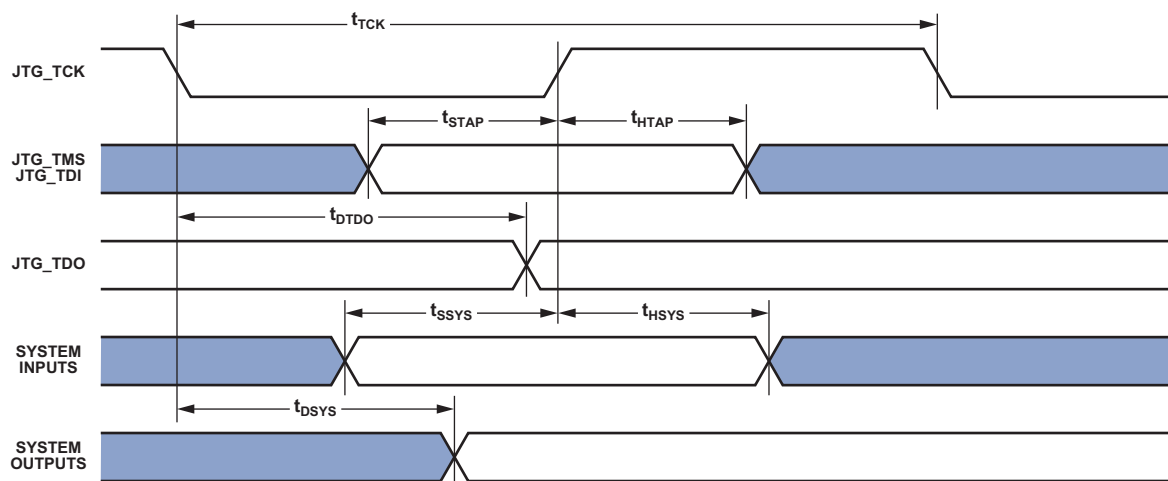 tTCK
JTG_TCK
tSTAP
tHTAP
JTG_TMS
JTG_TDI
tDTDO
JTG_TDO
tSSYS
tHSYS
SYSTEM
INPUTS
tDSYS
SYSTEM
OUTPUTS